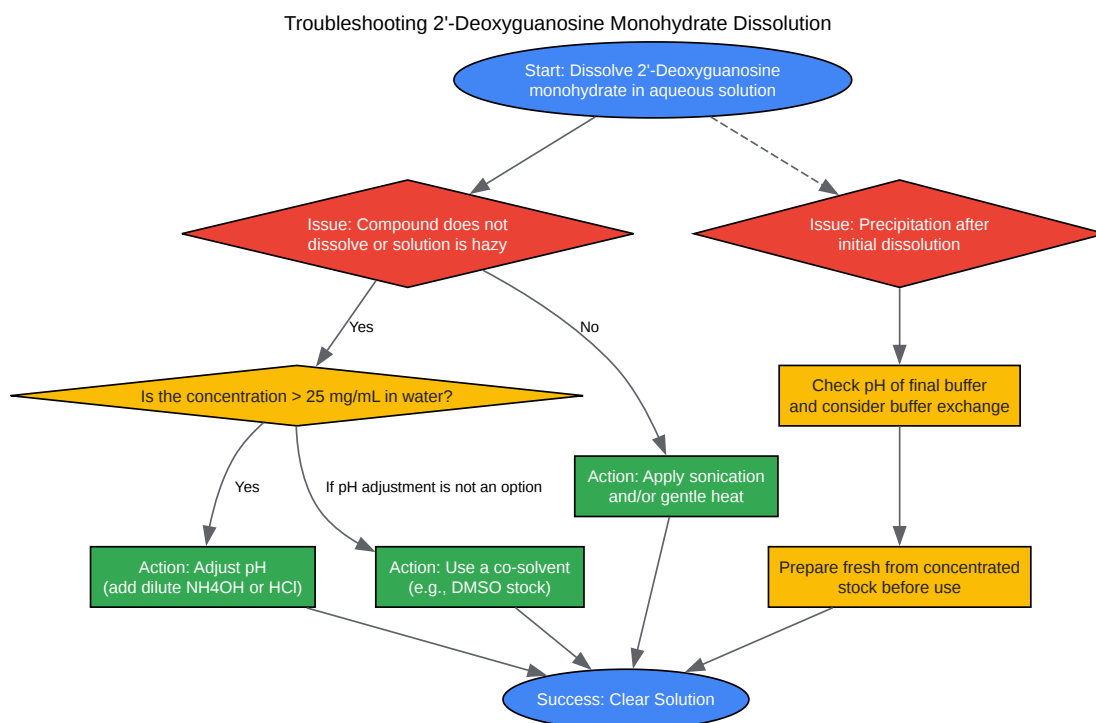 Troubleshooting 2'-Deoxyguanosine Monohydrate Dissolution
Start: Dissolve 2'-Deoxyguanosine
monohydrate in aqueous solution
Issue: Compound does not
dissolve or solution is hazy
Issue: Precipitation after
initial dissolution
Yes
No
Is the concentration > 25 mg/mL in water?
Check pH of final buffer
and consider buffer exchange
Yes
If pH adjustment is not an option
Action: Apply sonication
and/or gentle heat
Action: Adjust pH
(add dilute NH4OH or HCl)
Action: Use a co-solvent
(e.g., DMSO stock)
Prepare fresh from concentrated
stock before use
Success: Clear Solution